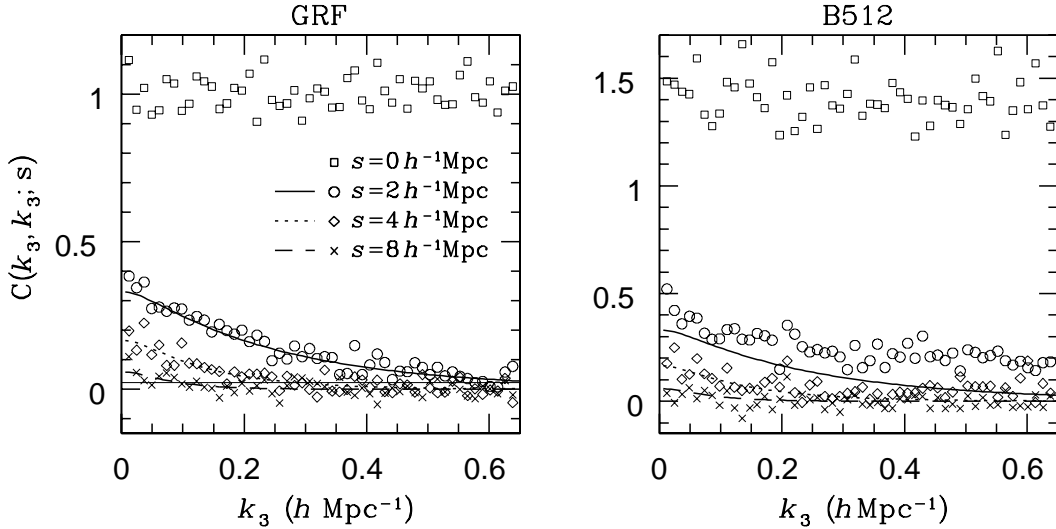 GRF
B512
C(k₃, k₃; s)
1
0.5
0
s=0 h⁻¹Mpc
s=2 h⁻¹Mpc
s=4 h⁻¹Mpc
s=8 h⁻¹Mpc
0 0.2 0.4 0.6
k₃ (h Mpc⁻¹)
1.5
1
0.5
0
0 0.2 0.4 0.6
k₃ (h Mpc⁻¹)